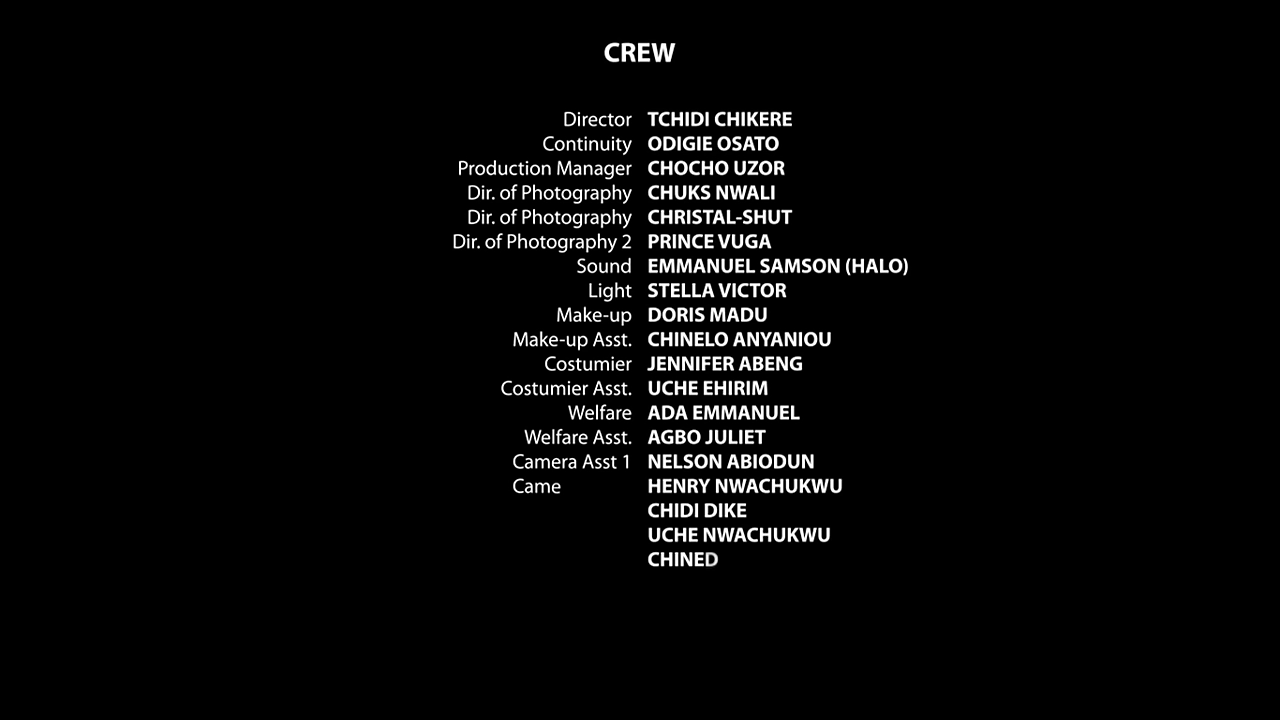 CREW
Director TCHIDI CHIKERE
Continuity ODIGIE OSATO
Production Manager CHOCHO UZOR
Dir. of Photography CHUKS NWALI
Dir. of Photography CHRISTAL-SHUT
Dir. of Photography 2 PRINCE VUGA
Sound EMMANUEL SAMSON (HALO)
Light STELLA VICTOR
Make-up DORIS MADU
Make-up Asst. CHINELO ANYANIOU
Costumier JENNIFER ABENG
Costumier Asst. UCHE EHIRIM
Welfare ADA EMMANUEL
Welfare Asst. AGBO JULIET
Camera Asst 1 NELSON ABIODUN
Came HENRY NWACHUKWU
CHIDI DIKE
UCHE NWACHUKWU
CHINED